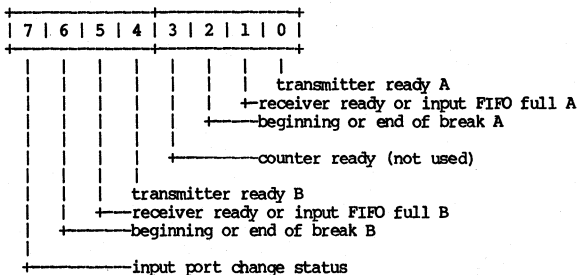 | 7 | 6 | 5 | 4 | 3 | 2 | 1 | 0 |
transmitter ready A
receiver ready or input FIFO full A
beginning or end of break A
counter ready (not used)
transmitter ready B
receiver ready or input FIFO full B
beginning or end of break B
input port change status